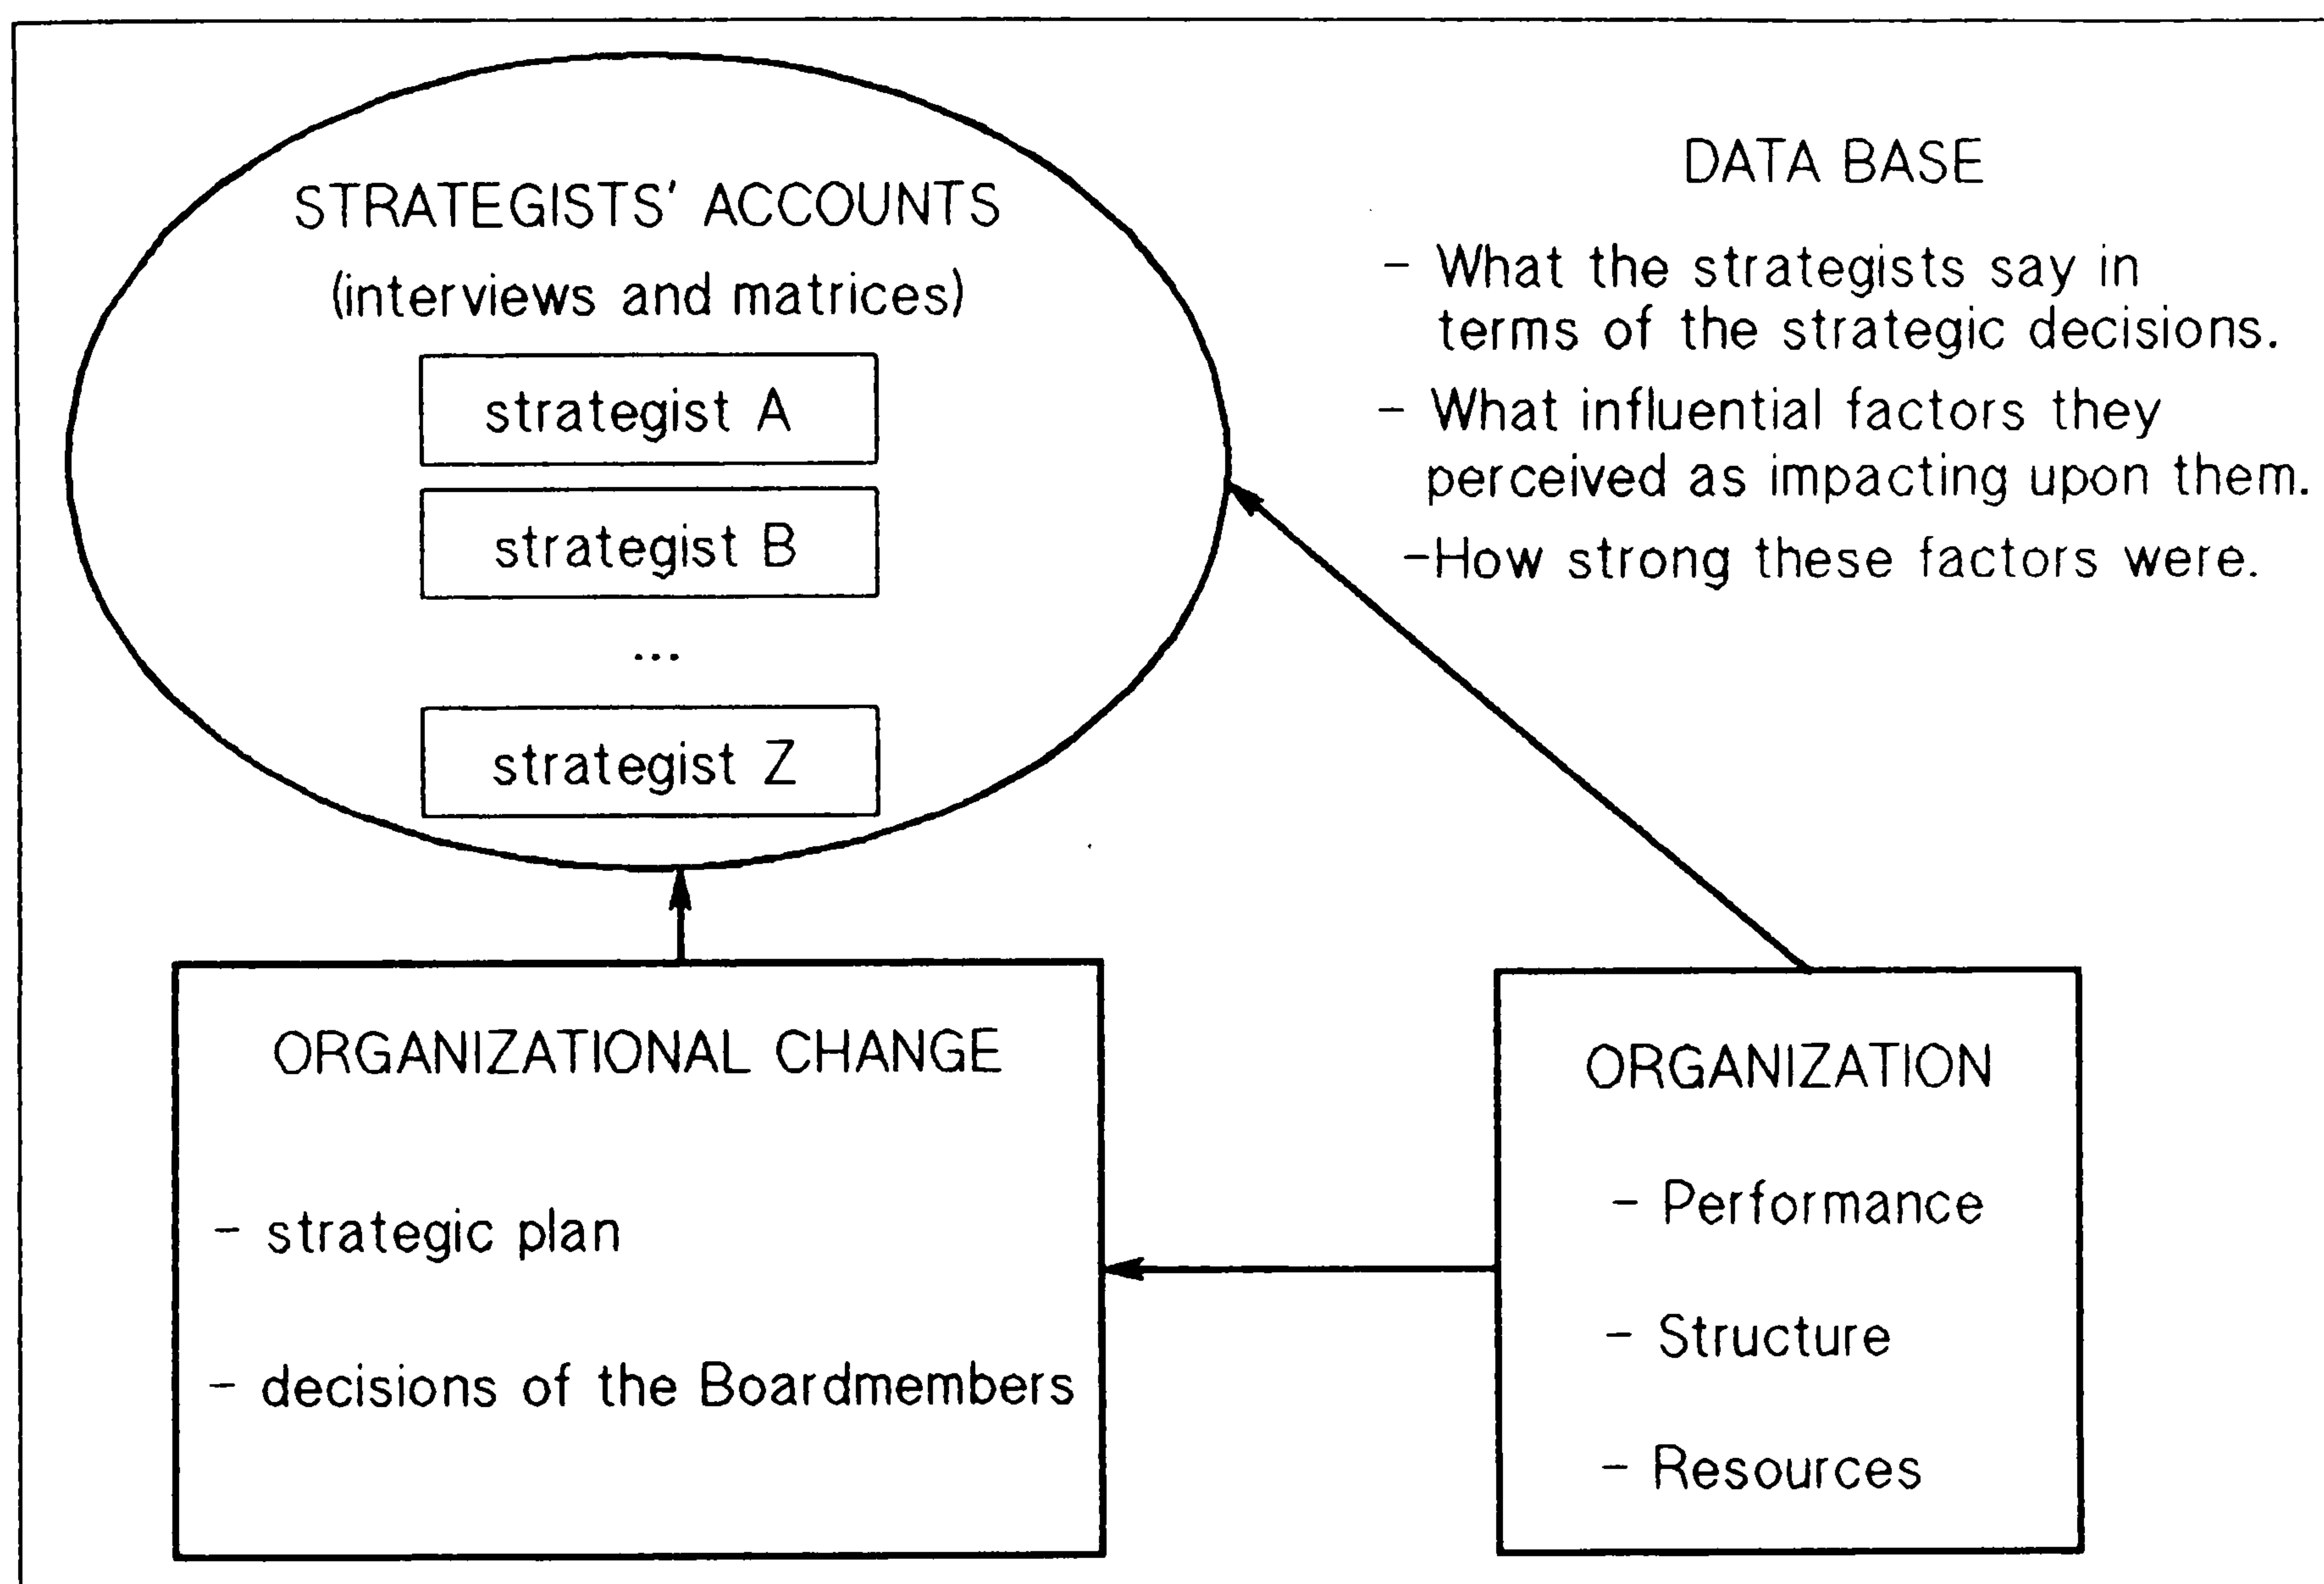 STRATEGISTS' ACCOUNTS
(interviews and matrices)
strategist A
strategist B
...
strategist Z
DATA BASE
- What the strategists say in
terms of the strategic decisions.
- What influential factors they
perceived as impacting upon them.
-How strong these factors were.
ORGANIZATIONAL CHANGE
- strategic plan
- decisions of the Boardmembers
ORGANIZATION
- Performance
- Structure
- Resources